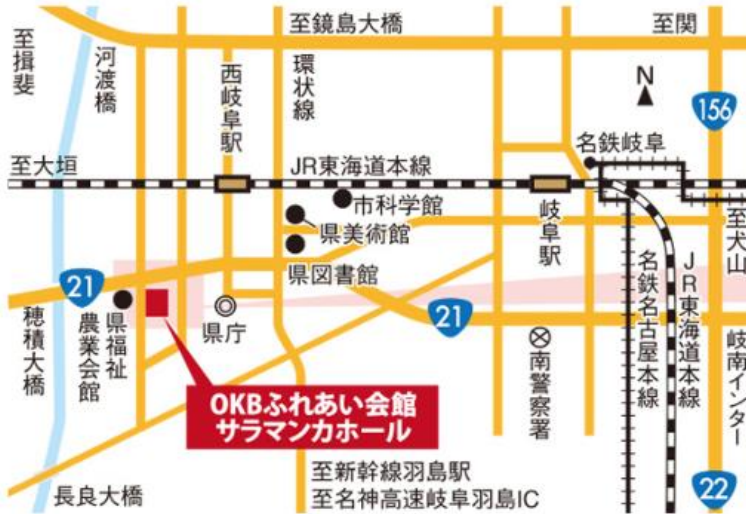 至鏡島大橋
至関
至揖斐
河渡橋
西岐阜駅
環状線
N
156
名鉄岐阜
至大垣
JR東海道本線
市科学館
県美術館
岐阜駅
至犬山
県図書館
21
21
穂積大橋
県福祉
農業会館
県庁
南警察署
名鉄名古屋本線
JR東海道本線
岐南インター
OKBふれあい会館
サラマンカホール
至新幹線羽島駅
至名神高速岐阜羽島IC
長良大橋
22